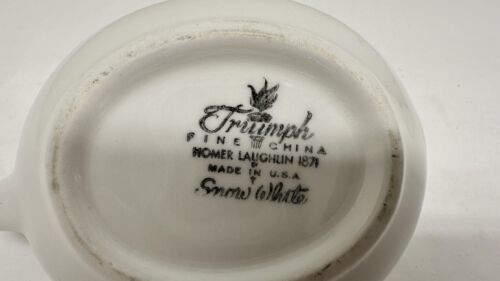 Triumph
FINE CHINA
HOMER LAUGHLIN 1871
MADE IN U.S.A
Snow White